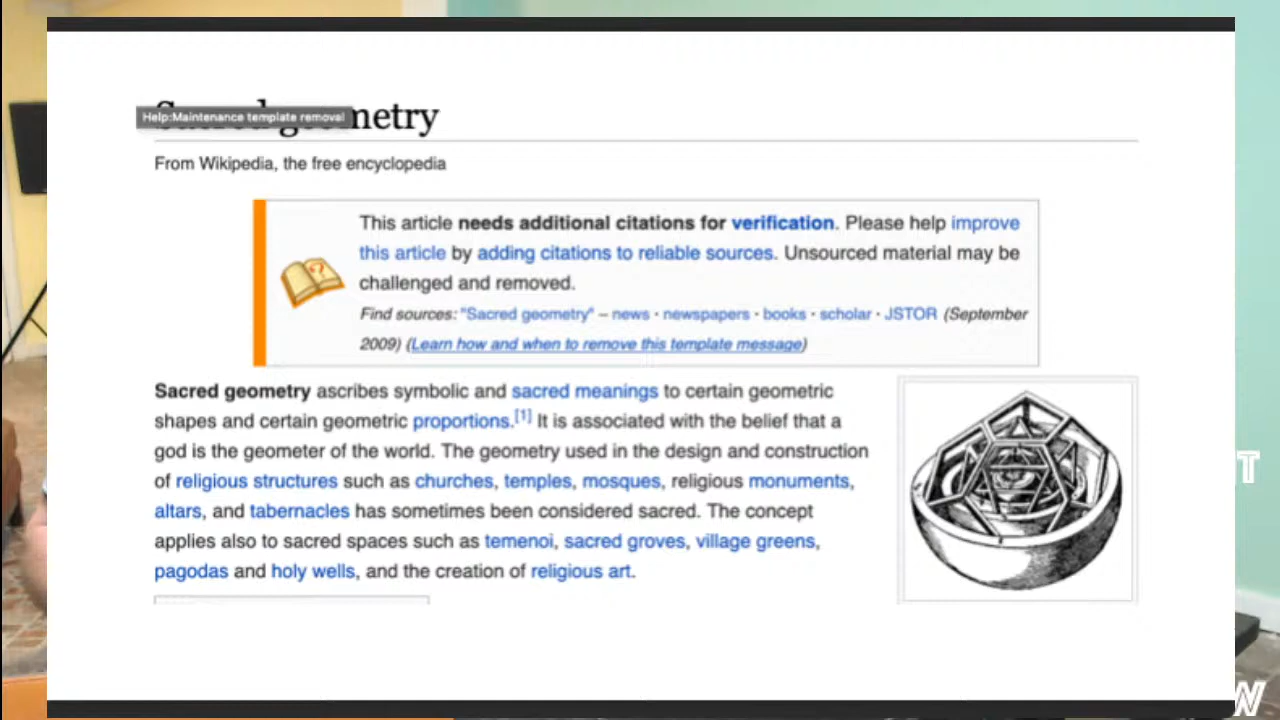 Help:Maintenance template removal
Sacred geometry
From Wikipedia, the free encyclopedia
This article needs additional citations for verification. Please help improve
this article by adding citations to reliable sources. Unsourced material may be
challenged and removed.
Find sources: "Sacred geometry" – news · newspapers · books · scholar · JSTOR (September
2009) (Learn how and when to remove this template message)
Sacred geometry ascribes symbolic and sacred meanings to certain geometric
shapes and certain geometric proportions.[1] It is associated with the belief that a
god is the geometer of the world. The geometry used in the design and construction
of religious structures such as churches, temples, mosques, religious monuments,
altars, and tabernacles has sometimes been considered sacred. The concept
applies also to sacred spaces such as temenoi, sacred groves, village greens,
pagodas and holy wells, and the creation of religious art.
T
W